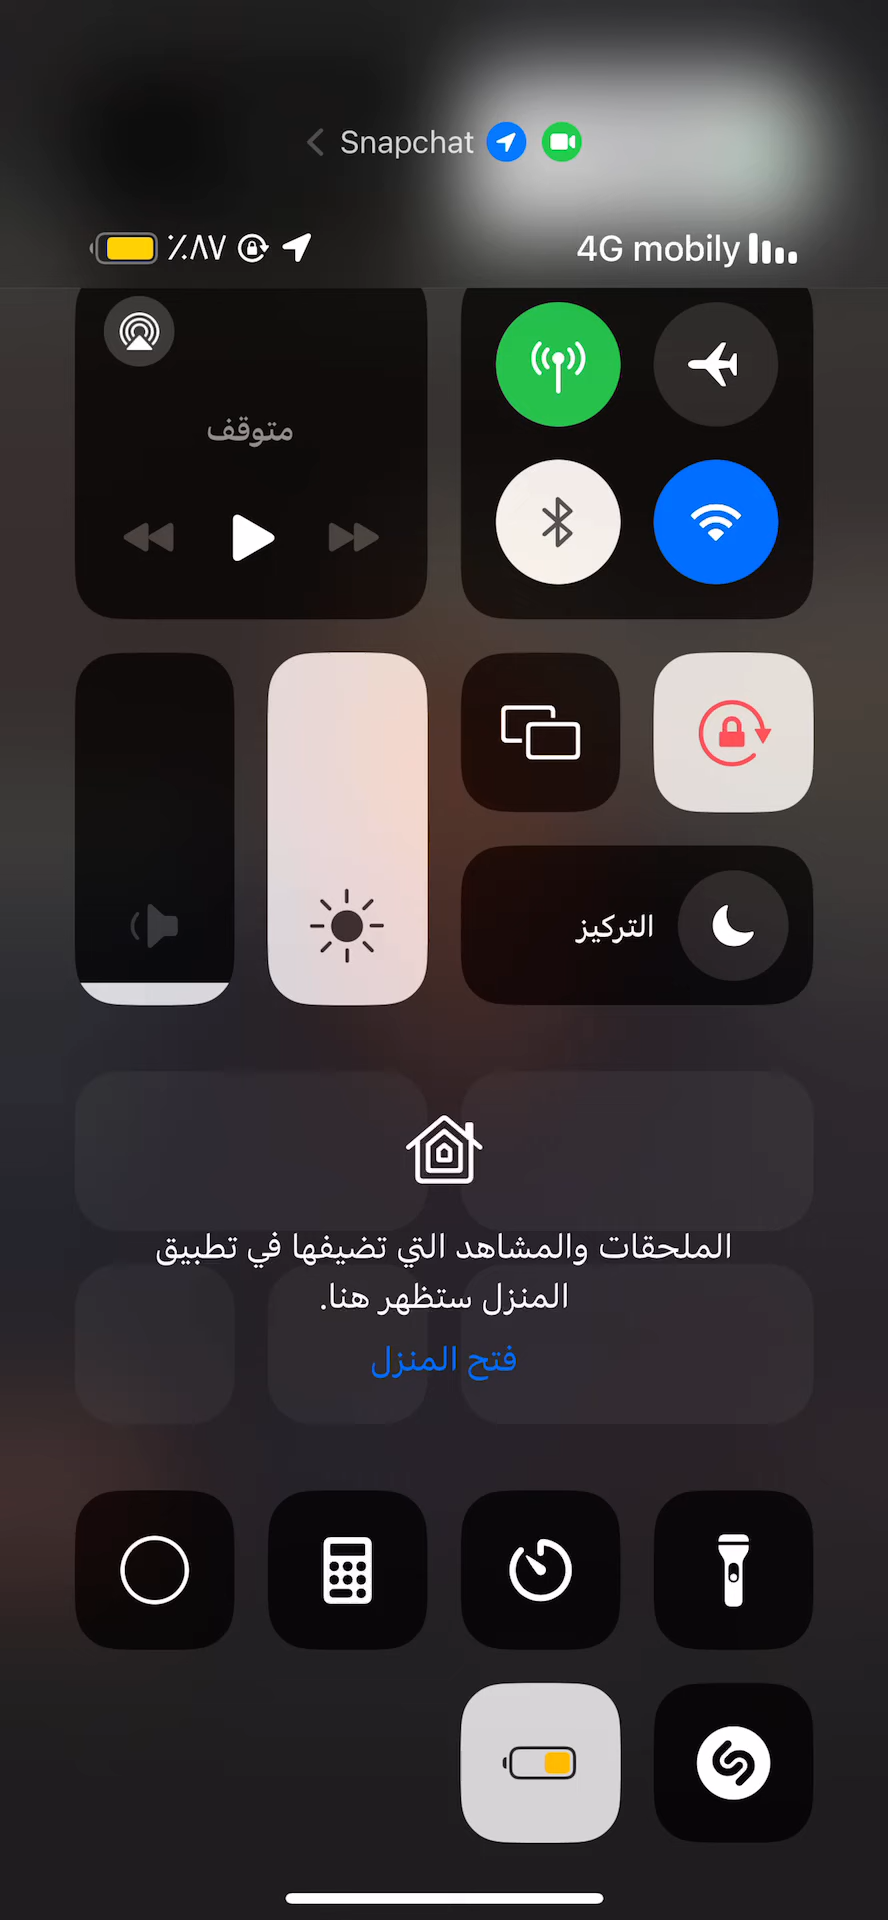 Snapchat
4G mobily
٪٨٧
متوقف
التركيز
الملحقات والمشاهد التي تضيفها في تطبيق
المنزل ستظهر هنا.
فتح المنزل